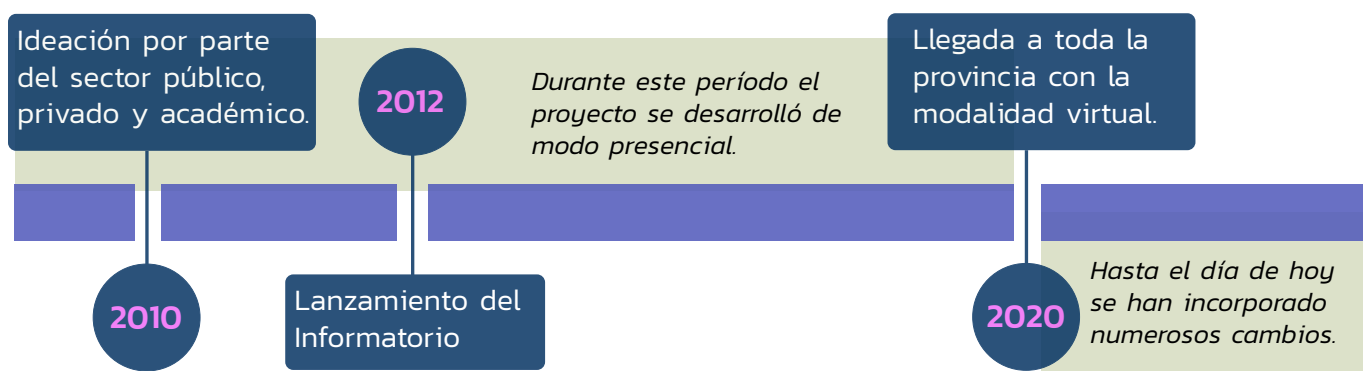 Ideación por parte
del sector público,
privado y académico.
2010
2012
Lanzamiento del
Informatorio
Durante este período el
proyecto se desarrolló de
modo presencial.
Llegada a toda la
provincia con la
modalidad virtual.
2020
Hasta el día de hoy
se han incorporado
numerosos cambios.